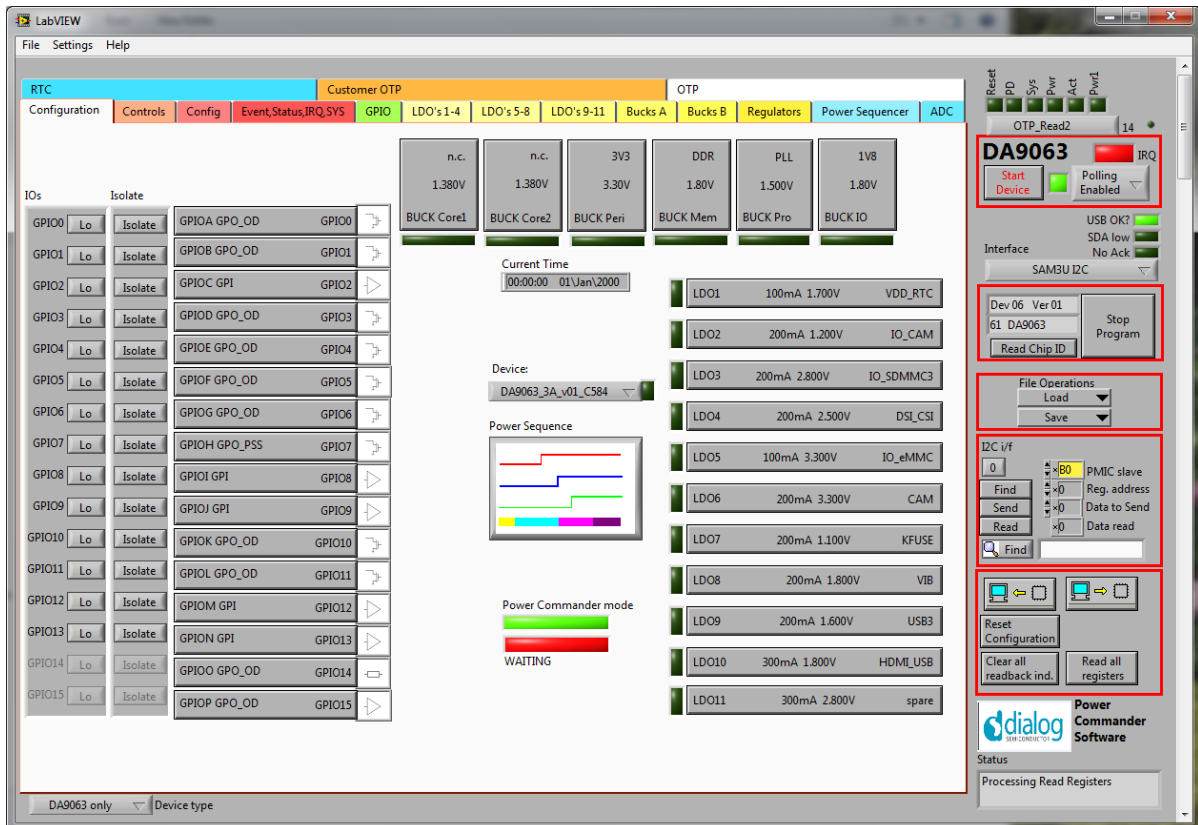 LabVIEW
File Settings Help
RTC Customer OTP OTP
Configuration Controls Config Event,Status,IRQ,SYS GPIO LDO's 1-4 LDO's 5-8 LDO's 9-11 Bucks A Bucks B Regulators Power Sequencer ADC
n.c. n.c. 3V3 DDR PLL 1V8
1.380V 1.380V 3.30V 1.80V 1.500V 1.80V
BUCK Core1 BUCK Core2 BUCK Peri BUCK Mem BUCK Pro BUCK IO
IOs Isolate
GPIO0 Lo Isolate GPIOA GPO_OD GPIO0
GPIO1 Lo Isolate GPIOB GPO_OD GPIO1
GPIO2 Lo Isolate GPIOC GPI GPIO2
GPIO3 Lo Isolate GPIOD GPO_OD GPIO3
GPIO4 Lo Isolate GPIOE GPO_OD GPIO4
GPIO5 Lo Isolate GPIOF GPO_OD GPIO5
GPIO6 Lo Isolate GPIOG GPO_OD GPIO6
GPIO7 Lo Isolate GPIOH GPO_PSS GPIO7
GPIO8 Lo Isolate GPIOI GPI GPIO8
GPIO9 Lo Isolate GPIOJ GPI GPIO9
GPIO10 Lo Isolate GPIOK GPO_OD GPIO10
GPIO11 Lo Isolate GPIOL GPO_OD GPIO11
GPIO12 Lo Isolate GPIOM GPI GPIO12
GPIO13 Lo Isolate GPION GPI GPIO13
GPIO14 Lo Isolate GPIOO GPO_OD GPIO14
GPIO15 Lo Isolate GPIOP GPO_OD GPIO15
Current Time
00:00:00 01\Jan\2000
Device:
DA9063_3A_v01_C584
Power Sequence
Power Commander mode
WAITING
LDO1 100mA 1.700V VDD_RTC
LDO2 200mA 1.200V IO_CAM
LDO3 200mA 2.800V IO_SDMMC3
LDO4 200mA 2.500V DSI_CSI
LDO5 100mA 3.300V IO_eMMC
LDO6 200mA 3.300V CAM
LDO7 200mA 1.100V KFUSE
LDO8 200mA 1.800V VIB
LDO9 200mA 1.600V USB3
LDO10 300mA 1.800V HDMI_USB
LDO11 300mA 2.800V spare
DA9063 only Device type
Reset PD Sys Pwr Act Pwr1
OTP_Read2 14
DA9063 IRQ
Start Device
Polling Enabled
USB OK?
SDA low
Interface No Ack
SAM3U I2C
Dev 06 Ver 01
61 DA9063
Read Chip ID
Stop Program
File Operations
Load
Save
I2C i/f
0 ×B0 PMIC slave
Find ×0 Reg. address
Send ×0 Data to Send
Read ×0 Data read
Find
Reset Configuration
Clear all readback ind.
Read all registers
dialog
SEMICONDUCTOR
Power
Commander
Software
Status
Processing Read Registers